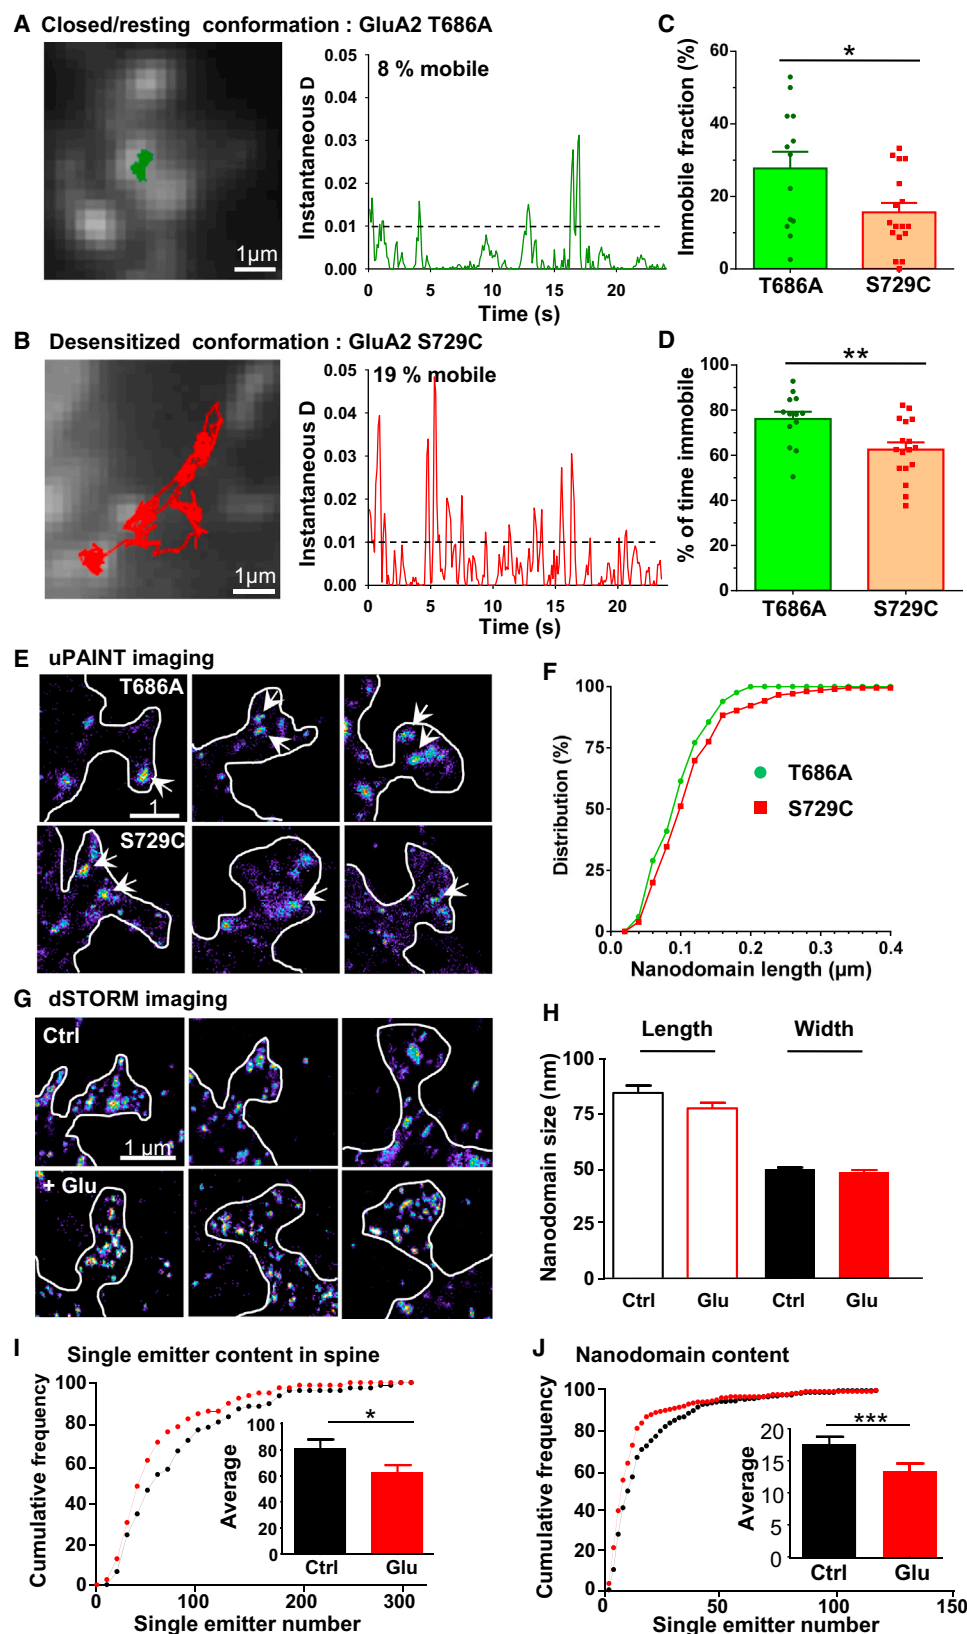 A Closed/resting conformation : GluA2 T686A
1µm
Instantaneous D
8 % mobile
0.05
0.04
0.03
0.02
0.01
0.00
0 5 10 15 20
Time (s)
C
Immobile fraction (%)
*
60
40
20
0
T686A S729C
B Desensitized conformation : GluA2 S729C
1µm
Instantaneous D
19 % mobile
0.05
0.04
0.03
0.02
0.01
0.00
0 5 10 15 20
Time (s)
D
% of time immobile
**
100
80
60
40
20
0
T686A S729C
E uPAINT imaging
T686A
1
S729C
F
Distribution (%)
100
75
50
25
0
T686A
S729C
0.0 0.1 0.2 0.3 0.4
Nanodomain length (µm)
G dSTORM imaging
Ctrl
1 µm
+ Glu
H
Length Width
Nanodomain size (nm)
100
75
50
25
0
Ctrl Glu Ctrl Glu
I Single emitter content in spine
Cumulative frequency
100
80
60
40
20
0
0 100 200 300
Single emitter number
Average
*
100
80
60
40
20
0
Ctrl Glu
J Nanodomain content
Cumulative frequency
100
80
60
40
20
0
0 50 100 150
Single emitter number
Average
***
20
15
10
5
0
Ctrl Glu